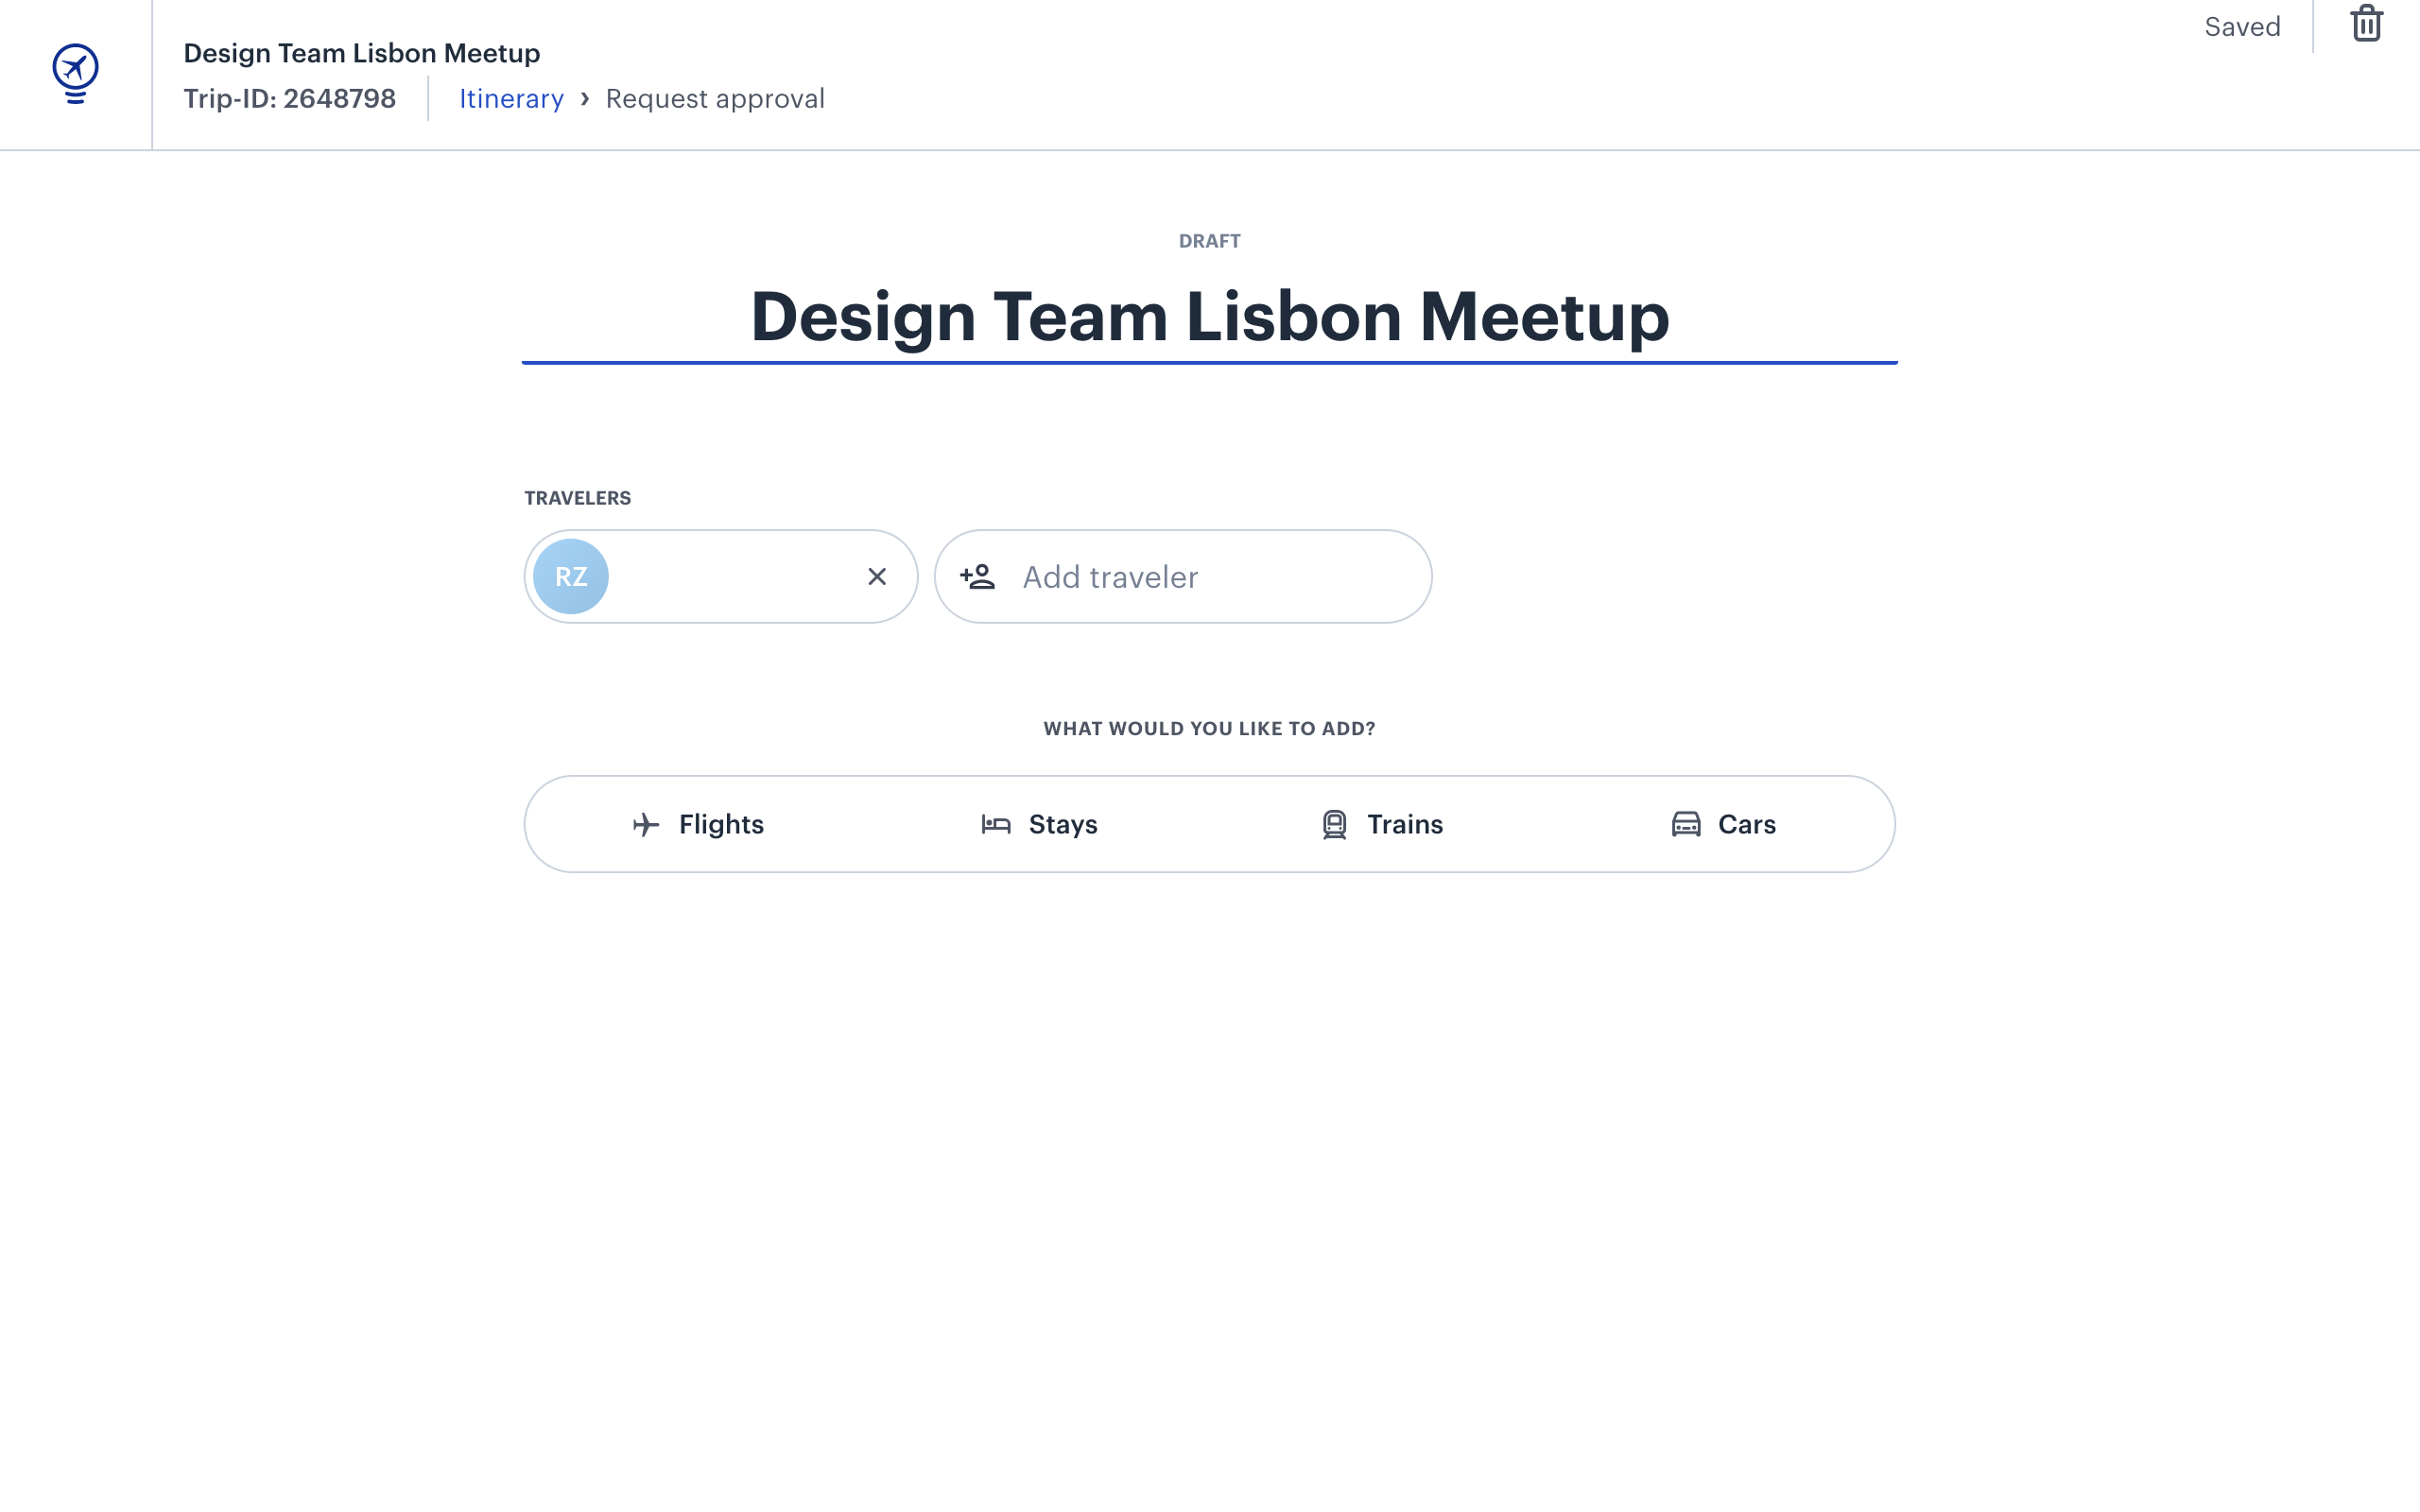 Design Team Lisbon Meetup
Saved
Trip-ID: 2648798
Itinerary › Request approval
DRAFT
Design Team Lisbon Meetup
TRAVELERS
RZ
Add traveler
WHAT WOULD YOU LIKE TO ADD?
Flights
Stays
Trains
Cars